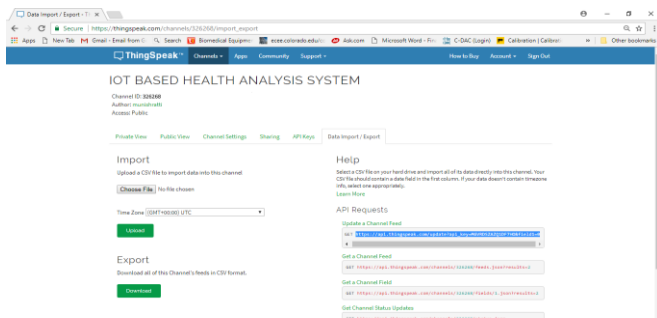 Data Import / Export - T
Secure | https://thingspeak.com/channels/326268/import_export
Apps New Tab Gmail - Email from G Search Biomedical Equipme ecee.colorado.edu/~ Ask.com Microsoft Word - Fin C-DAC (Login) Calibration | Calibrati » Other bookmarks
ThingSpeak™ Channels Apps Community Support How to Buy Account Sign Out
IOT BASED HEALTH ANALYSIS SYSTEM
Channel ID: 326268
Author:
Access: Public
Private View Public View Channel Settings Sharing API Keys Data Import / Export
Import
Upload a CSV file to import data into this channel
Choose File No file chosen
Time Zone (GMT+00:00) UTC
Upload
Export
Download all of this Channel's feeds in CSV format.
Download
Help
Select a CSV file on your hard drive and import all of its data directly into this channel. Your
CSV file should contain a date field in the first column. If your data doesn't contain timezone
info, select one appropriately.
Learn More
API Requests
Update a Channel Feed
GET https://api.thingspeak.com/update?api_key=
Get a Channel Feed
GET https://api.thingspeak.com/channels/326268/feeds.json?results=2
Get a Channel Field
GET https://api.thingspeak.com/channels/326268/fields/1.json?results=2
Get Channel Status Updates